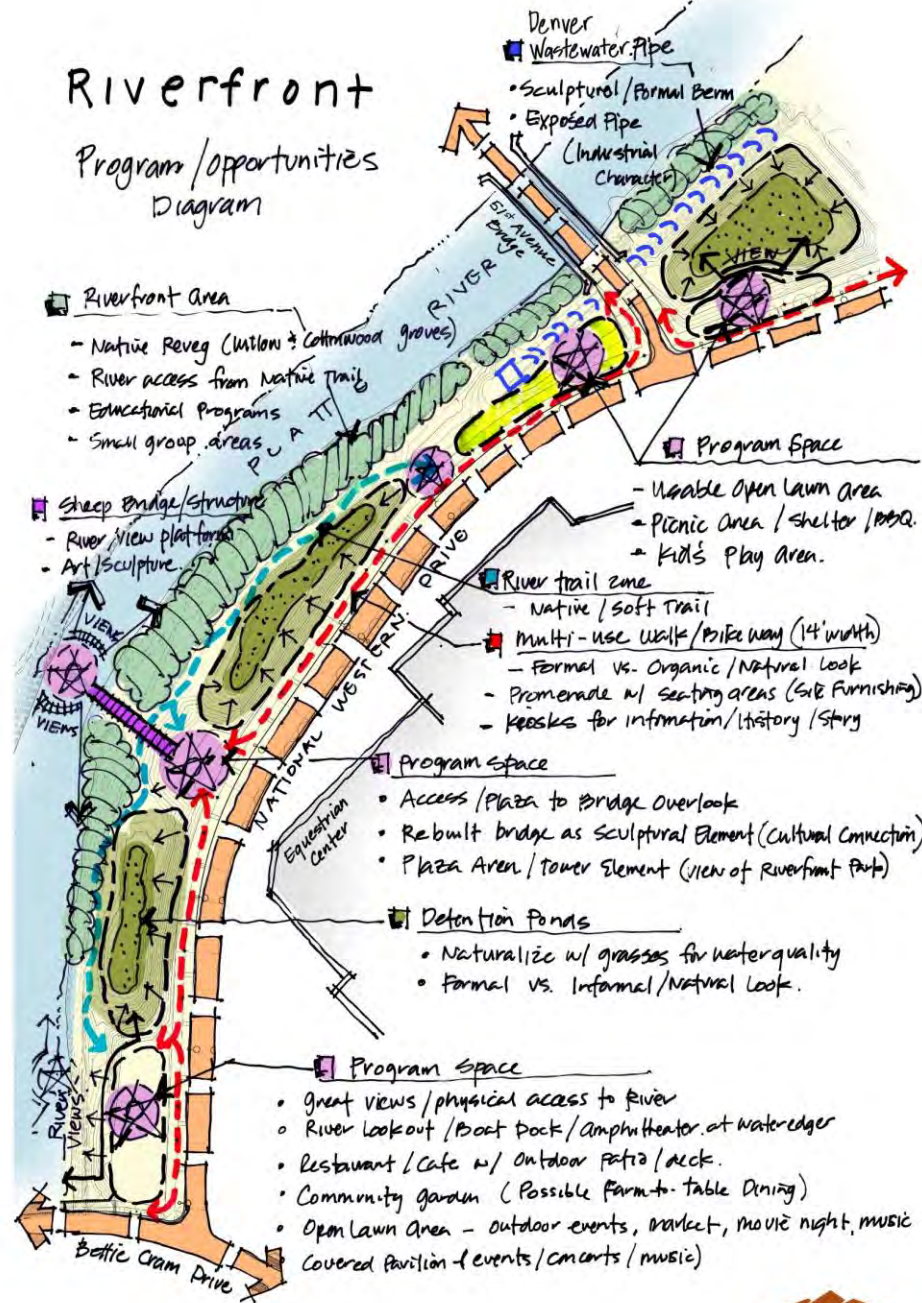 Riverfront
Program/opportunities
Diagram
Denver
Wastewater Pipe
• Sculptural/Formal Berm
• Exposed Pipe
(Industrial
Character)
51st Avenue
Bridge
VIEW
Riverfront Area
- Native Reveg (Willow & Cottonwood groves)
- River access from Native Trail
- Educational Programs
- Small group areas
PLATTE
RIVER
Sheep Bridge/Structure
- River View platform
- Art/Sculpture
VIEWS
VIEWS
Program Space
- Usable Open Lawn Area
- Picnic Area / Shelter / BBQ.
- Kid's Play Area.
River trail zone
- Native/Soft Trail
Multi-use Walk/Bikeway (14' width)
- Formal vs. Organic/Natural Look
- Promenade w/ seating areas (Site Furnishing)
- Kiosks for information/History/Story
NATIONAL WESTERN DRIVE
Equestrian
Center
Program Space
• Access/Plaza to Bridge Overlook
• Rebuilt bridge as Sculptural Element (Cultural Connection)
• Plaza Area/Tower Element (view of Riverfront Park)
Detention Ponds
• Naturalize w/ grasses for water quality
• Formal vs. Informal/Natural Look.
River
Views
Program Space
• great views/physical access to River
• River Lookout/Boat Dock/Amphitheater at water edger
• Restaurant/Cafe w/ Outdoor patio/deck.
• Community garden (Possible Farm-to-Table Dining)
• Open Lawn Area - outdoor events, market, movie night, music
Covered Pavilion - (events/concerts/music)
Bettie Cram Drive